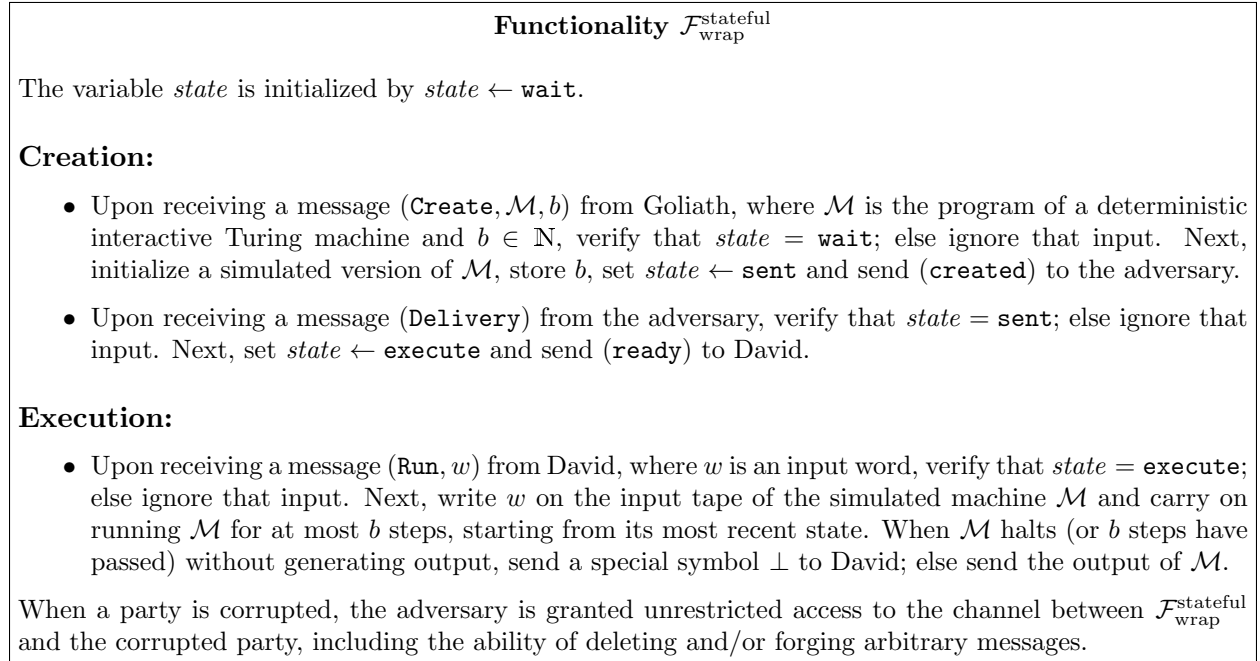 Functionality $\mathcal{F}_{\text{wrap}}^{\text{stateful}}$
The variable state is initialized by state ← wait.
Creation:
• Upon receiving a message (Create, $\mathcal{M}$, b) from Goliath, where $\mathcal{M}$ is the program of a deterministic
interactive Turing machine and b ∈ ℕ, verify that state = wait; else ignore that input. Next,
initialize a simulated version of $\mathcal{M}$, store b, set state ← sent and send (created) to the adversary.
• Upon receiving a message (Delivery) from the adversary, verify that state = sent; else ignore that
input. Next, set state ← execute and send (ready) to David.
Execution:
• Upon receiving a message (Run, w) from David, where w is an input word, verify that state = execute;
else ignore that input. Next, write w on the input tape of the simulated machine $\mathcal{M}$ and carry on
running $\mathcal{M}$ for at most b steps, starting from its most recent state. When $\mathcal{M}$ halts (or b steps have
passed) without generating output, send a special symbol ⊥ to David; else send the output of $\mathcal{M}$.
When a party is corrupted, the adversary is granted unrestricted access to the channel between $\mathcal{F}_{\text{wrap}}^{\text{stateful}}$
and the corrupted party, including the ability of deleting and/or forging arbitrary messages.